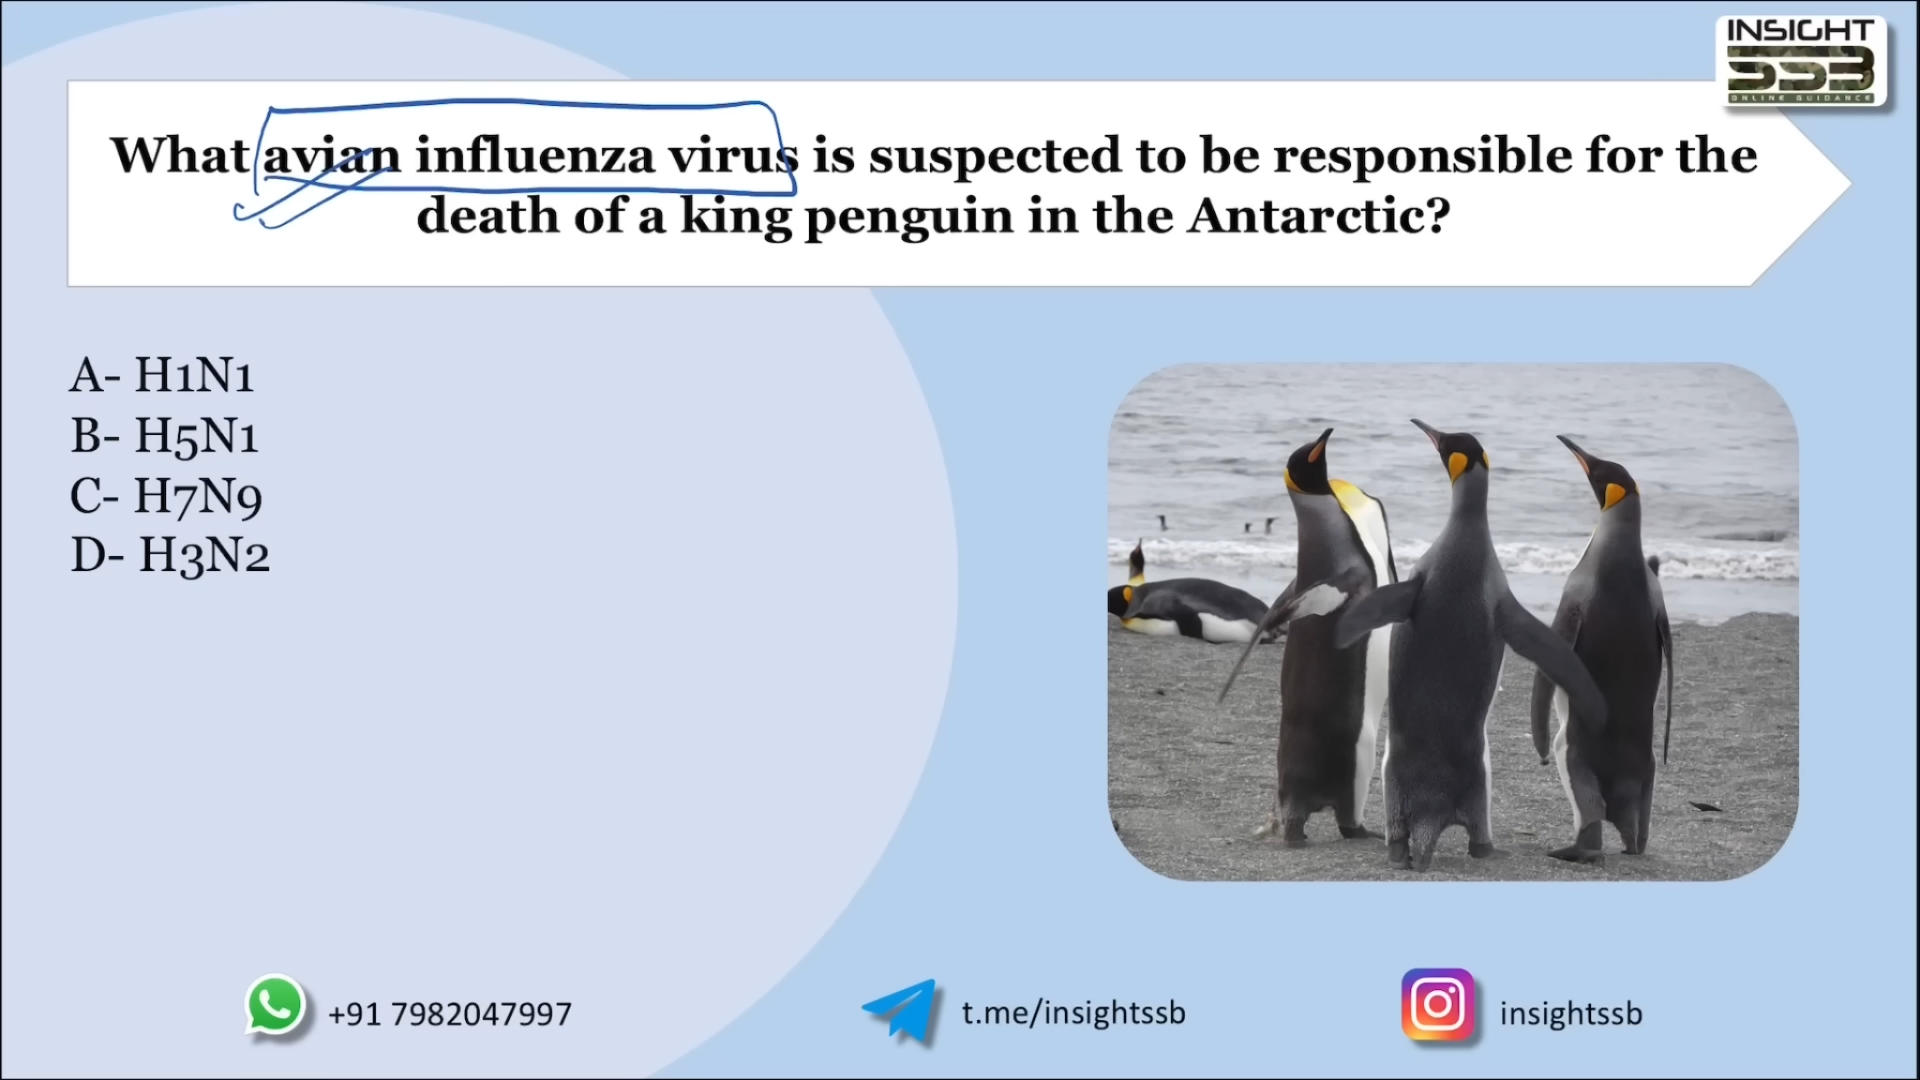 INSIGHT
SSB
ONLINE GUIDANCE
What avian influenza virus is suspected to be responsible for the
death of a king penguin in the Antarctic?
A- H1N1
B- H5N1
C- H7N9
D- H3N2
+91 7982047997
t.me/insightssb
insightssb